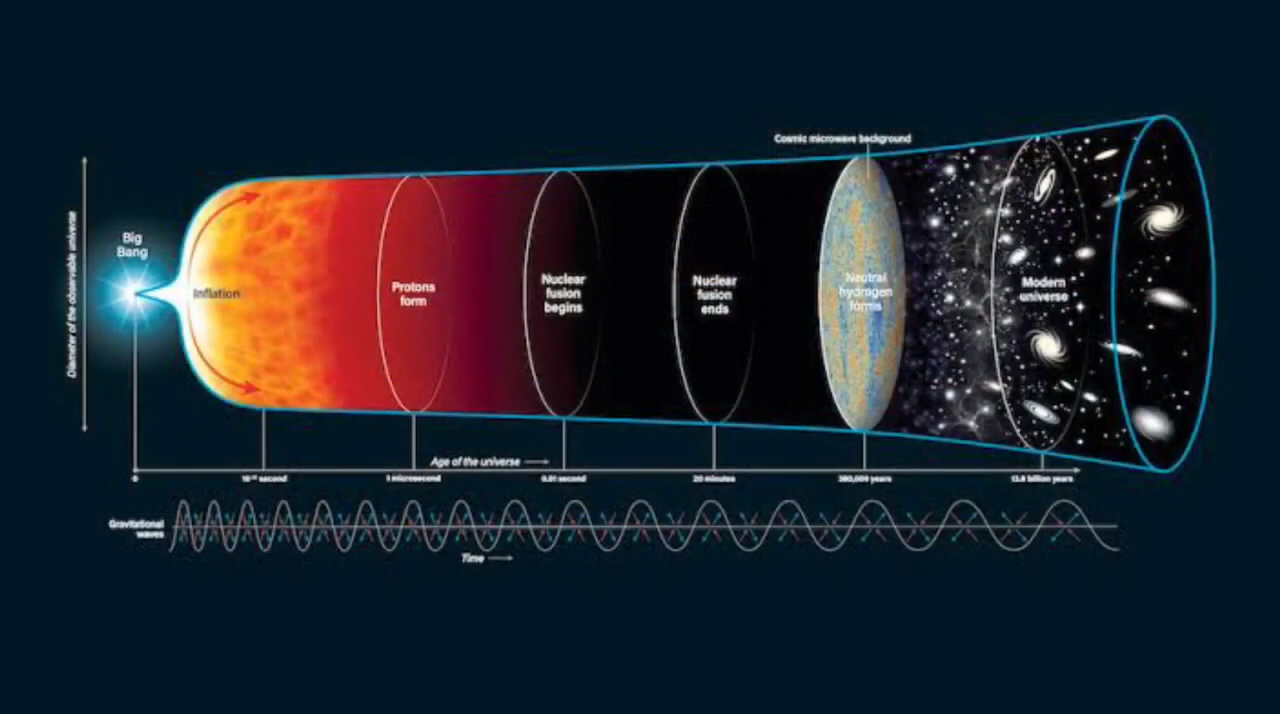 Cosmic microwave background
Diameter of the observable universe
Big
Bang
Inflation
Protons
form
Nuclear
fusion
begins
Nuclear
fusion
ends
Neutral
hydrogen
forms
Modern
universe
Age of the universe
0
second
1 microsecond
0.01 second
20 minutes
380,000 years
13.8 billion years
Gravitational
waves
Time